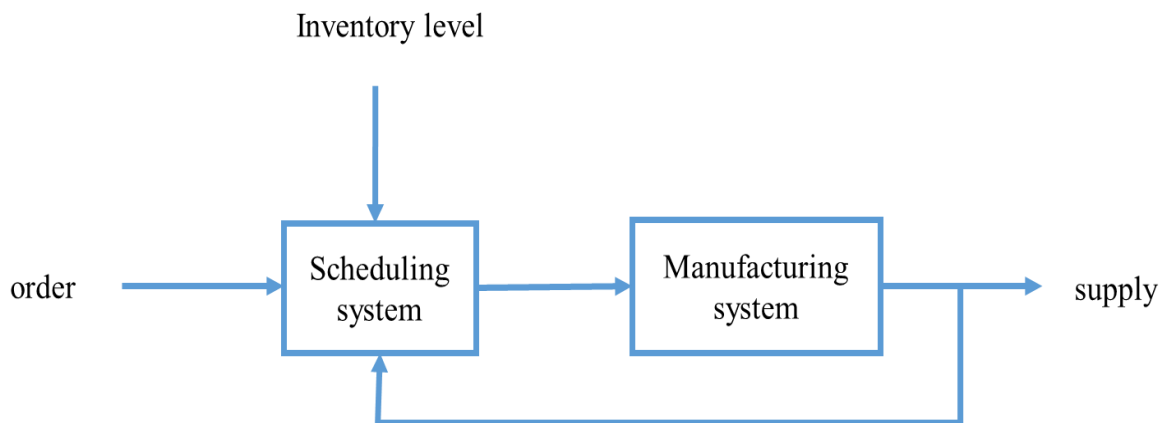 Inventory level
order
Scheduling
system
Manufacturing
system
supply